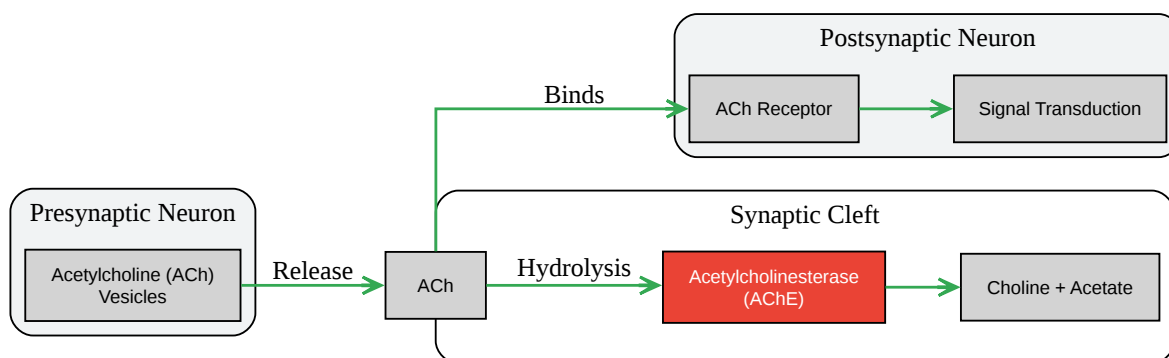 Postsynaptic Neuron
Binds
ACh Receptor
Signal Transduction
Presynaptic Neuron
Synaptic Cleft
Acetylcholine (ACh)
Vesicles
Release
ACh
Hydrolysis
Acetylcholinesterase
(AChE)
Choline + Acetate